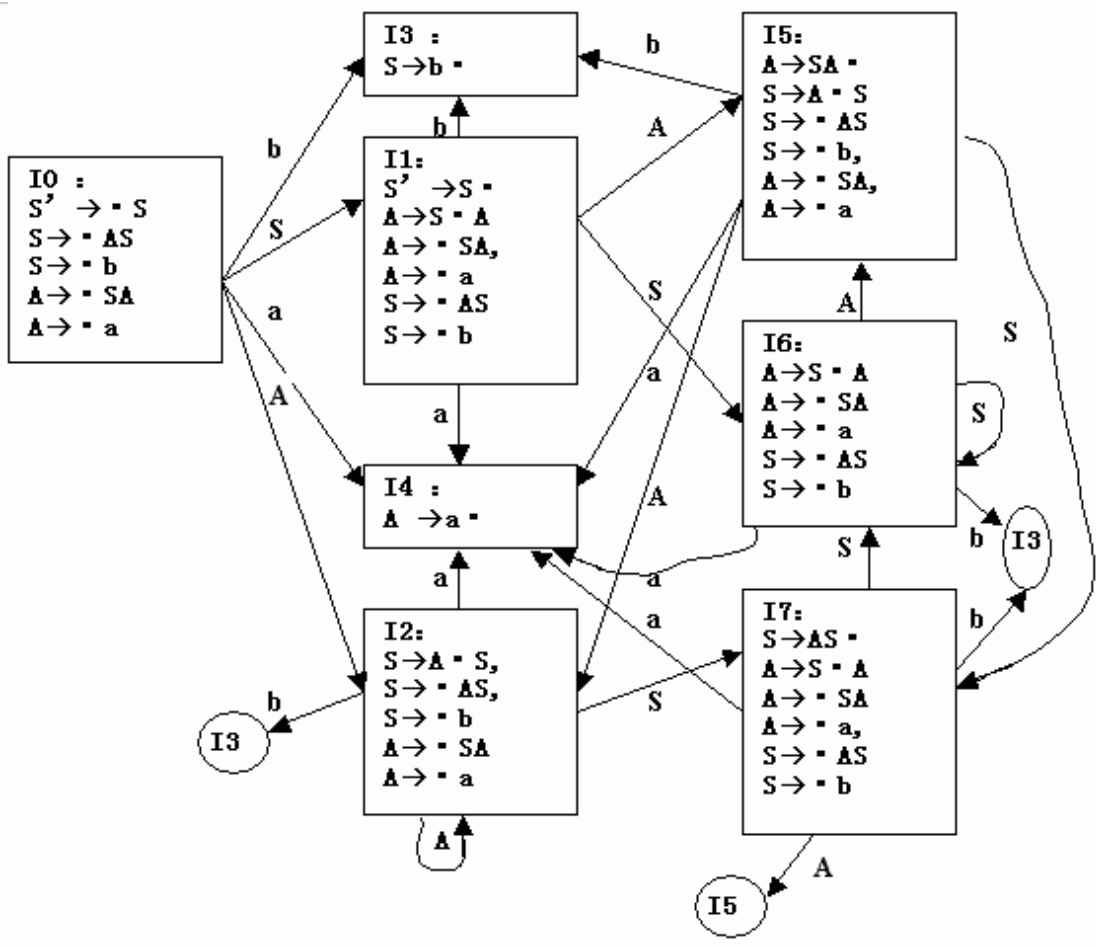 I3 :
S→b ·
I5:
A→SA ·
S→A · S
S→ · AS
S→ · b,
A→ · SA,
A→ · a
b
b
A
b
I0 :
S' → · S
S→ · AS
S→ · b
A→ · SA
A→ · a
I1:
S' →S ·
A→S · A
A→ · SA,
A→ · a
S→ · AS
S→ · b
S
a
A
S
a
a
A
A
S
I6:
A→S · A
A→ · SA
A→ · a
S→ · AS
S→ · b
S
b
I3
I4 :
A →a ·
a
a
a
S
I2:
S→A · S,
S→ · AS,
S→ · b
A→ · SA
A→ · a
b
I3
A
S
I7:
S→AS ·
A→S · A
A→ · SA
A→ · a,
S→ · AS
S→ · b
b
A
I5